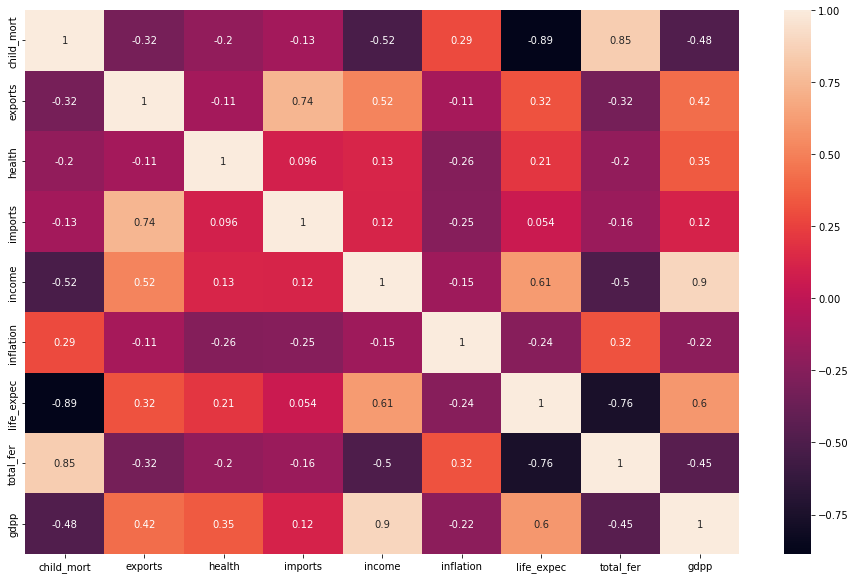 child_mort 1 -0.32 -0.2 -0.13 -0.52 0.29 -0.89 0.85 -0.48
exports -0.32 1 -0.11 0.74 0.52 -0.11 0.32 -0.32 0.42
health -0.2 -0.11 1 0.096 0.13 -0.26 0.21 -0.2 0.35
imports -0.13 0.74 0.096 1 0.12 -0.25 0.054 -0.16 0.12
income -0.52 0.52 0.13 0.12 1 -0.15 0.61 -0.5 0.9
inflation 0.29 -0.11 -0.26 -0.25 -0.15 1 -0.24 0.32 -0.22
life_expec -0.89 0.32 0.21 0.054 0.61 -0.24 1 -0.76 0.6
total_fer 0.85 -0.32 -0.2 -0.16 -0.5 0.32 -0.76 1 -0.45
gdpp -0.48 0.42 0.35 0.12 0.9 -0.22 0.6 -0.45 1
child_mort exports health imports income inflation life_expec total_fer gdpp
1.00
0.75
0.50
0.25
0.00
−0.25
−0.50
−0.75